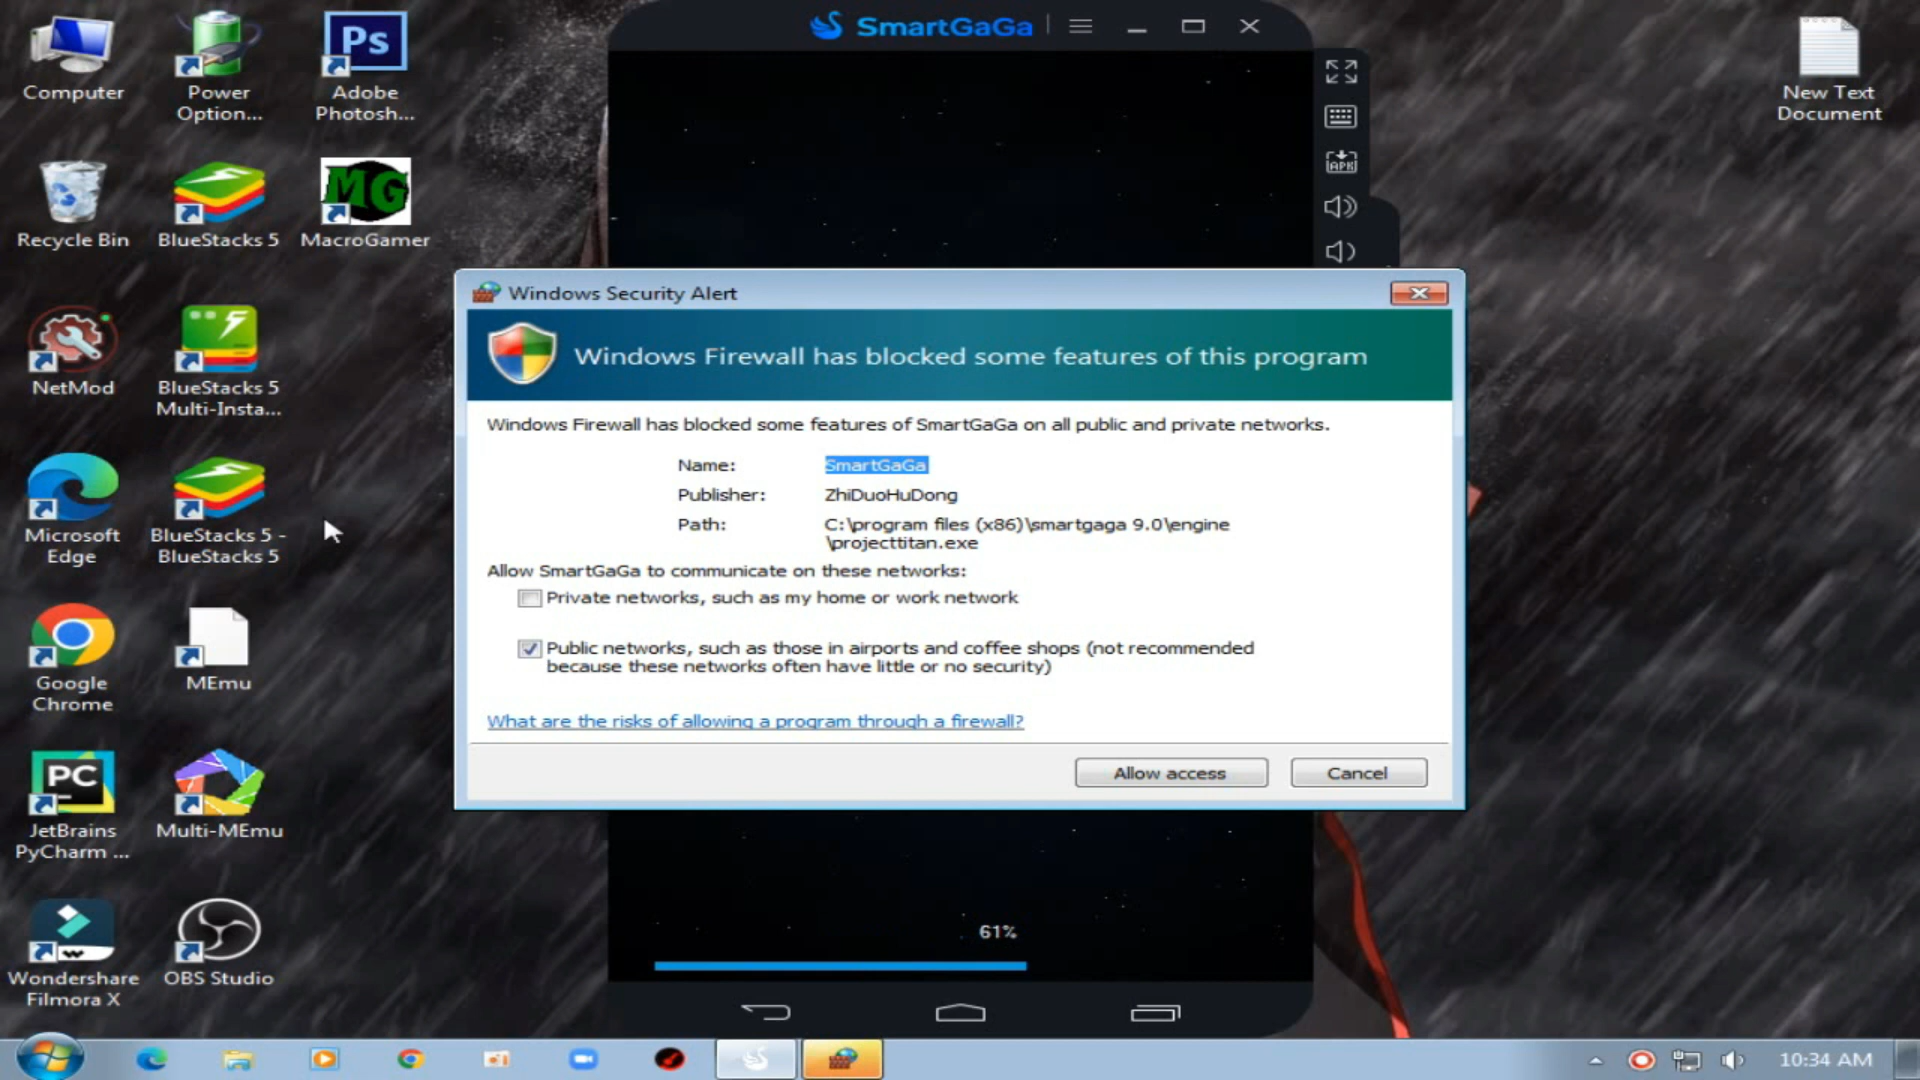 SmartGaGa
Computer
Power
Option...
Ps
Adobe
Photosh...
New Text
Document
APK
Recycle Bin
BlueStacks 5
MG
MacroGamer
Windows Security Alert
Windows Firewall has blocked some features of this program
NetMod
BlueStacks 5
Multi-Insta...
Windows Firewall has blocked some features of SmartGaGa on all public and private networks.
Name:
SmartGaGa
Publisher:
ZhiDuoHuDong
Path:
C:\program files (x86)\smartgaga 9.0\engine
\projecttitan.exe
Microsoft
Edge
BlueStacks 5 -
BlueStacks 5
Allow SmartGaGa to communicate on these networks:
Private networks, such as my home or work network
Public networks, such as those in airports and coffee shops (not recommended
because these networks often have little or no security)
Google
Chrome
MEmu
What are the risks of allowing a program through a firewall?
Allow access
Cancel
PC
JetBrains
PyCharm ...
Multi-MEmu
61%
Wondershare
Filmora X
OBS Studio
10:34 AM